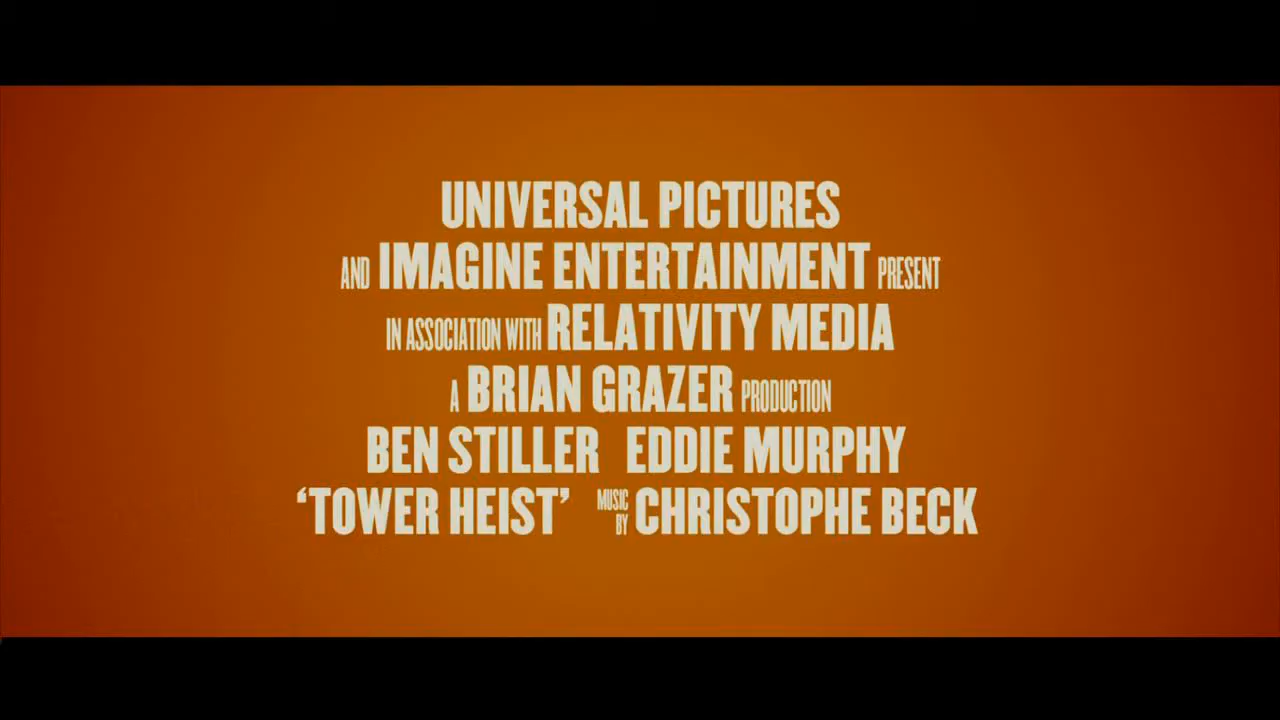 UNIVERSAL PICTURES
AND IMAGINE ENTERTAINMENT PRESENT
IN ASSOCIATION WITH RELATIVITY MEDIA
A BRIAN GRAZER PRODUCTION
BEN STILLER EDDIE MURPHY
‘TOWER HEIST’ MUSIC BY CHRISTOPHE BECK